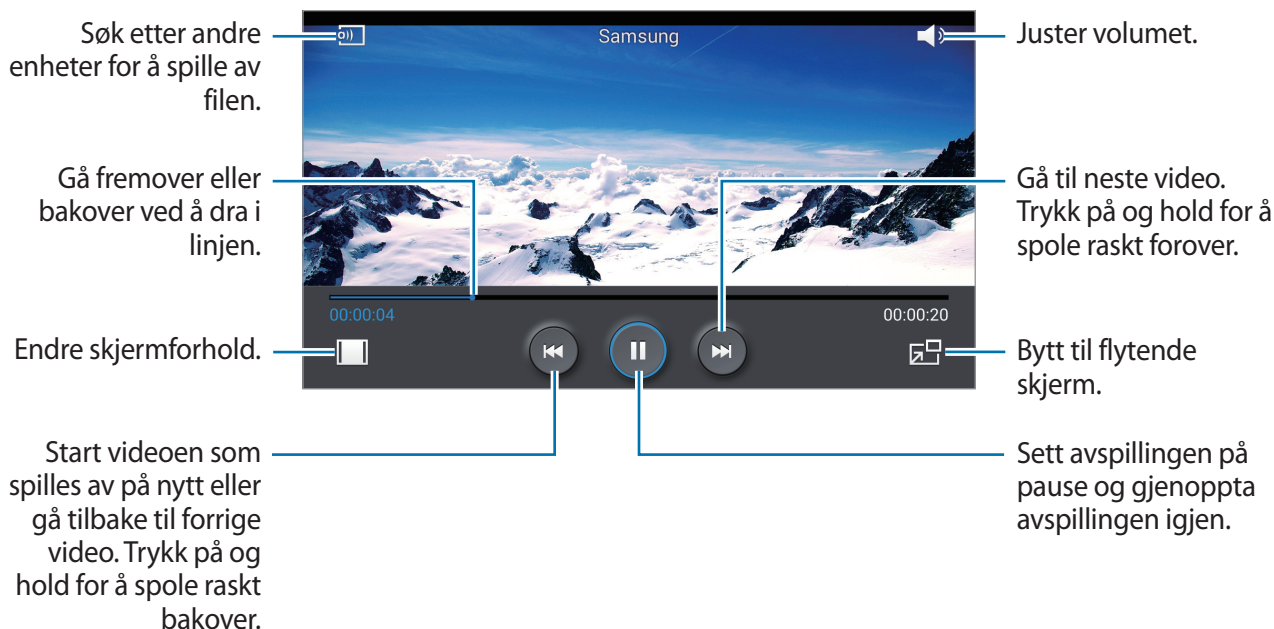 Søk etter andre
enheter for å spille av
filen.
Samsung
Juster volumet.
Gå fremover eller
bakover ved å dra i
linjen.
Gå til neste video.
Trykk på og hold for å
spole raskt forover.
00:00:04
00:00:20
Endre skjermforhold.
Bytt til flytende
skjerm.
Start videoen som
spilles av på nytt eller
gå tilbake til forrige
video. Trykk på og
hold for å spole raskt
bakover.
Sett avspillingen på
pause og gjenoppta
avspillingen igjen.